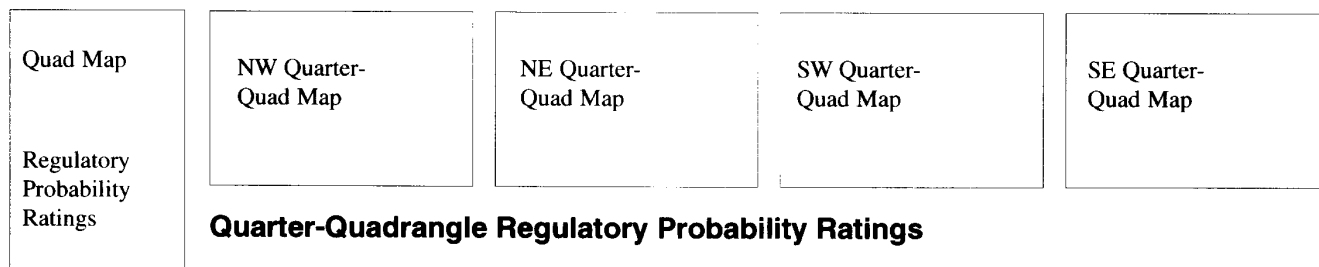 Quad Map
Regulatory
Probability
Ratings
NW Quarter-
Quad Map
NE Quarter-
Quad Map
SW Quarter-
Quad Map
SE Quarter-
Quad Map
Quarter-Quadrangle Regulatory Probability Ratings